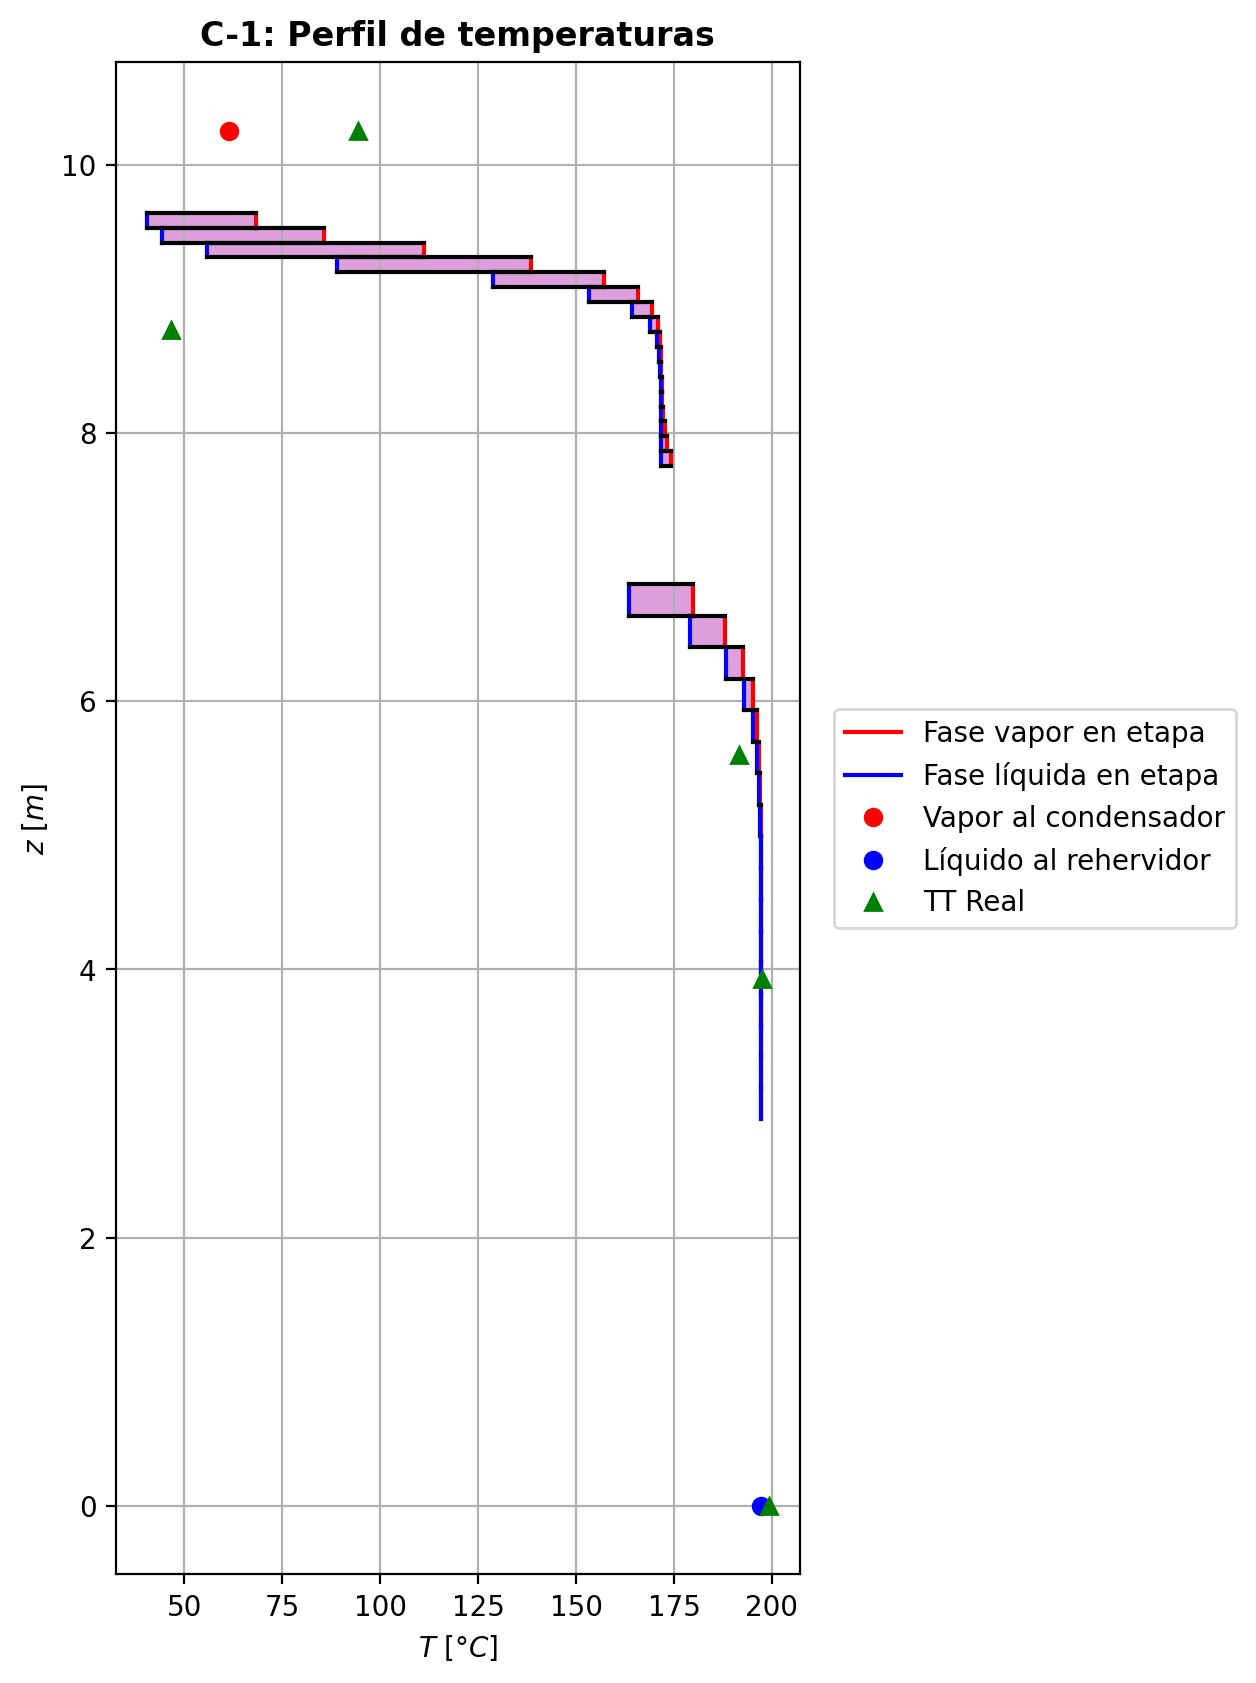 C-1: Perfil de temperaturas
10
8
6
4
2
0
z [m]
50 75 100 125 150 175 200
T [°C]
Fase vapor en etapa
Fase líquida en etapa
Vapor al condensador
Líquido al rehervidor
TT Real